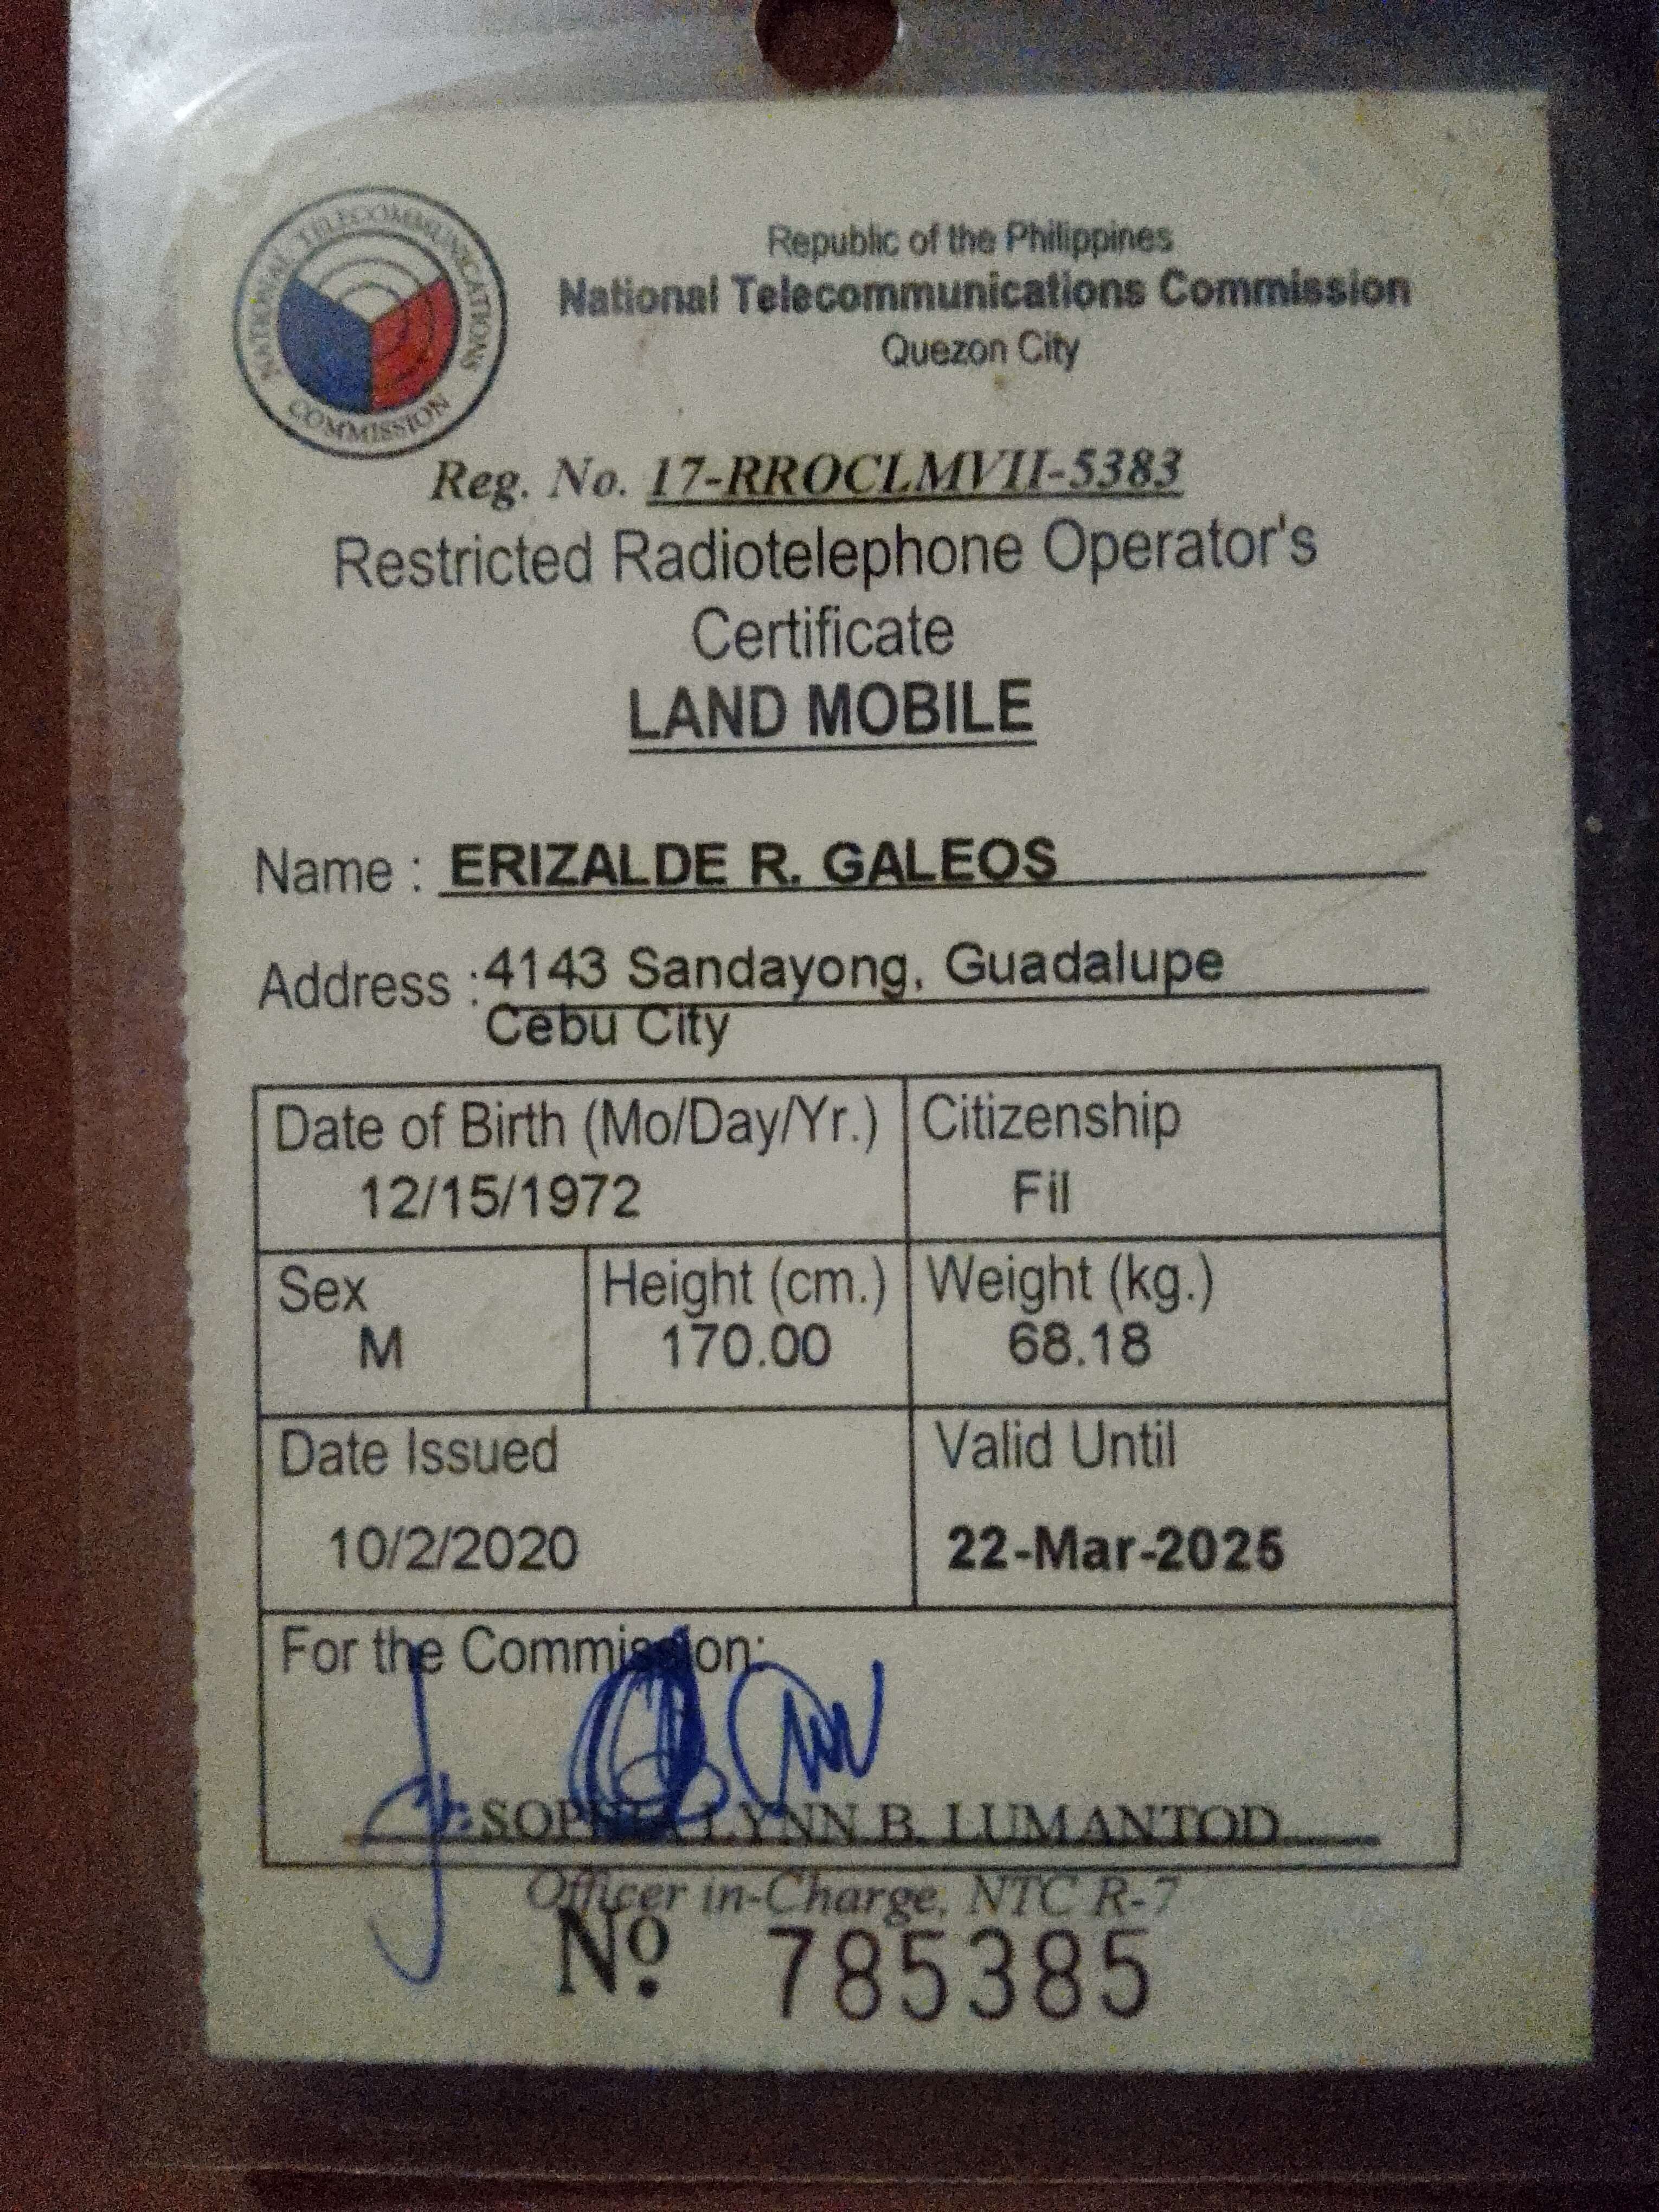 NATIONAL TELECOMMUNICATIONS
COMMISSION
Republic of the Philippines
National Telecommunications Commission
Quezon City
Reg. No. 17-RROCLMVII-5383
Restricted Radiotelephone Operator's
Certificate
LAND MOBILE
Name : ERIZALDE R. GALEOS
Address : 4143 Sandayong, Guadalupe
Cebu City
Date of Birth (Mo/Day/Yr.) Citizenship
12/15/1972 Fil
Sex Height (cm.) Weight (kg.)
M 170.00 68.18
Date Issued Valid Until
10/2/2020 22-Mar-2025
For the Commission:
LYNN B. LUMANTOD
Officer in-Charge, NTC R-7
Nº. 785385